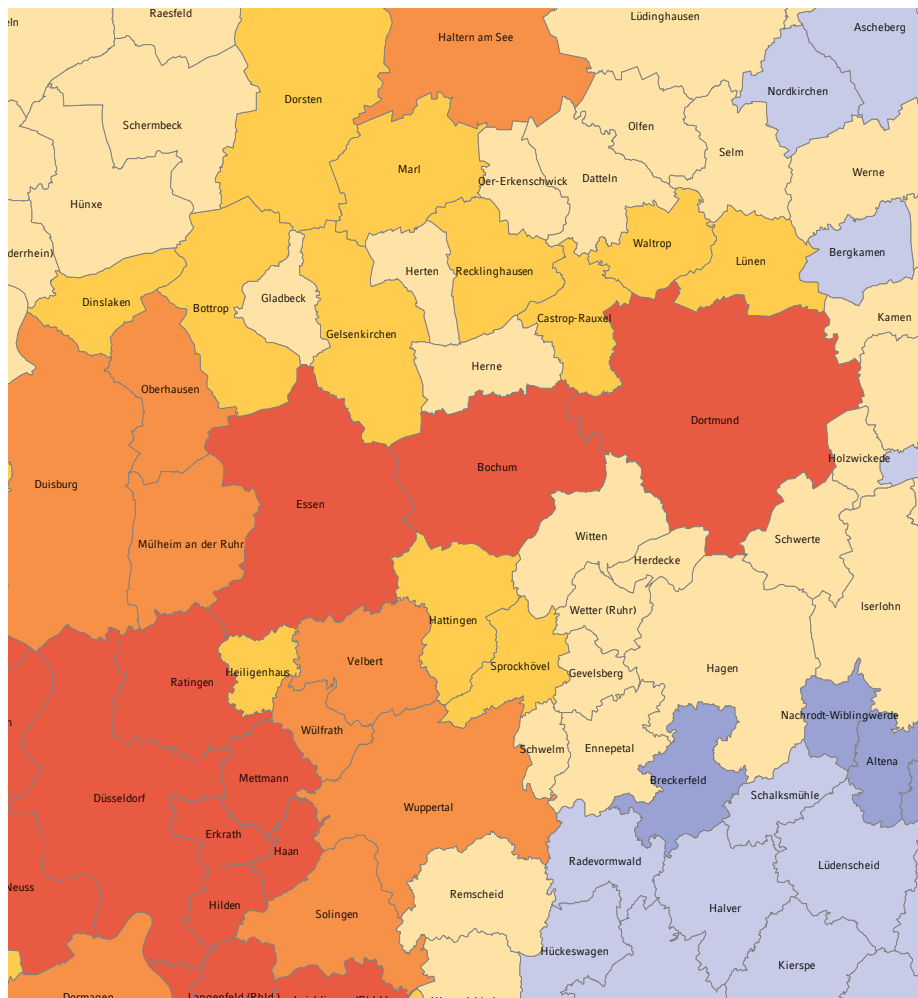 eln
Raesfeld
Lüdinghausen
Ascheberg
Haltern am See
Dorsten
Nordkirchen
Schermbeck
Olfen
Selm
Marl
Oer-Erkenschwick
Datteln
Werne
Hünxe
Waltrop
derrhein)
Bergkamen
Lünen
Herten
Recklinghausen
Gladbeck
Dinslaken
Bottrop
Castrop-Rauxel
Kamen
Gelsenkirchen
Herne
Oberhausen
Dortmund
Holzwickede
Bochum
Duisburg
Essen
Witten
Schwerte
Mülheim an der Ruhr
Herdecke
Iserlohn
Wetter (Ruhr)
Hattingen
Velbert
Sprockhövel
Hagen
Heiligenhaus
Gevelsberg
Ratingen
Nachrodt-Wiblingwerde
n
Wülfrath
Schwelm
Ennepetal
Altena
Mettmann
Breckerfeld
Düsseldorf
Schalksmühle
Wuppertal
Erkrath
Haan
Radevormwald
Lüdenscheid
Neuss
Remscheid
Hilden
Halver
Solingen
Hückeswagen
Kierspe
Dormagen
Langenfeld (Rhld.)